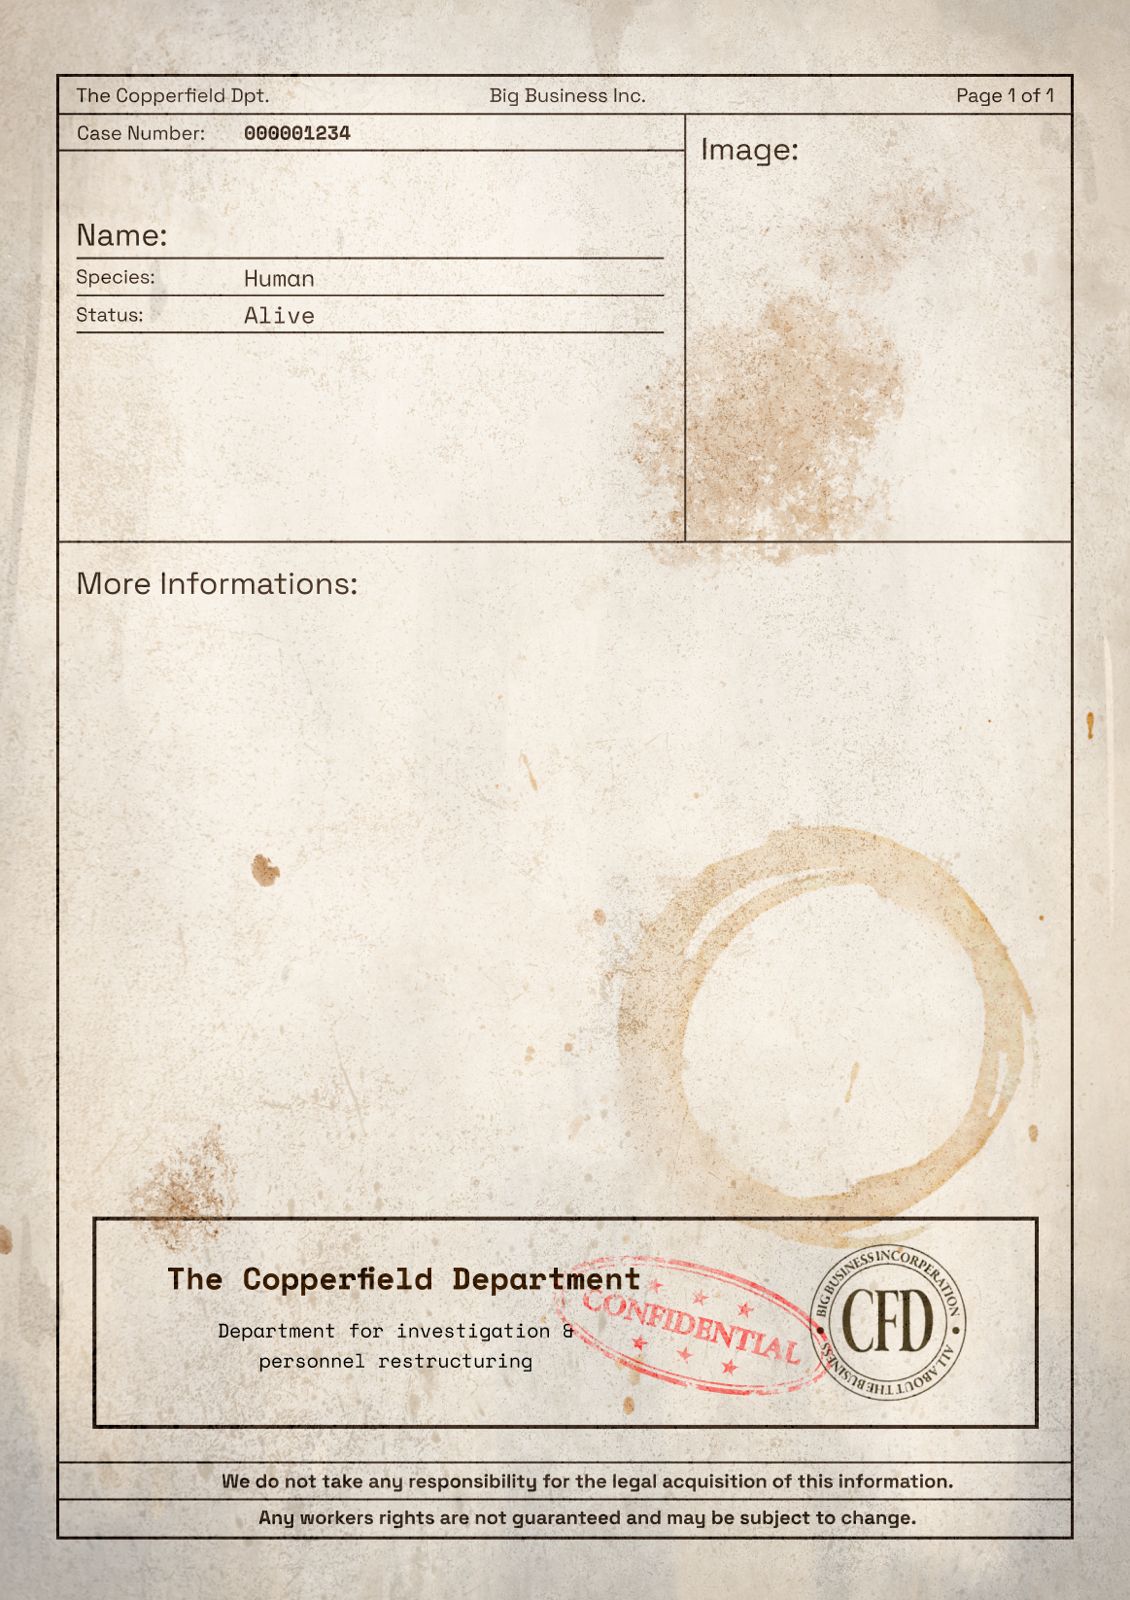 The Copperfield Dpt. Big Business Inc. Page 1 of 1
Case Number: 000001234
Image:
Name:
Species: Human
Status: Alive
More Informations:
The Copperfield Department
Department for investigation &
personnel restructuring
CONFIDENTIAL
BIG BUSINESS INCORPERATION
CFD
ALL ABOUT THE BUSINESS
We do not take any responsibility for the legal acquisition of this information.
Any workers rights are not guaranteed and may be subject to change.